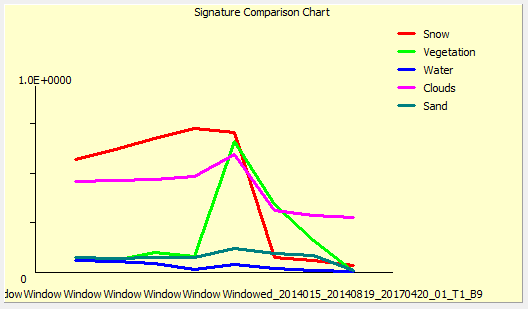 Signature Comparison Chart
Snow
Vegetation
Water
Clouds
Sand
1.0E+0000
0
dowWindow Window Window Window Window Windowed_2014015_20140819_20170420_01_T1_B9